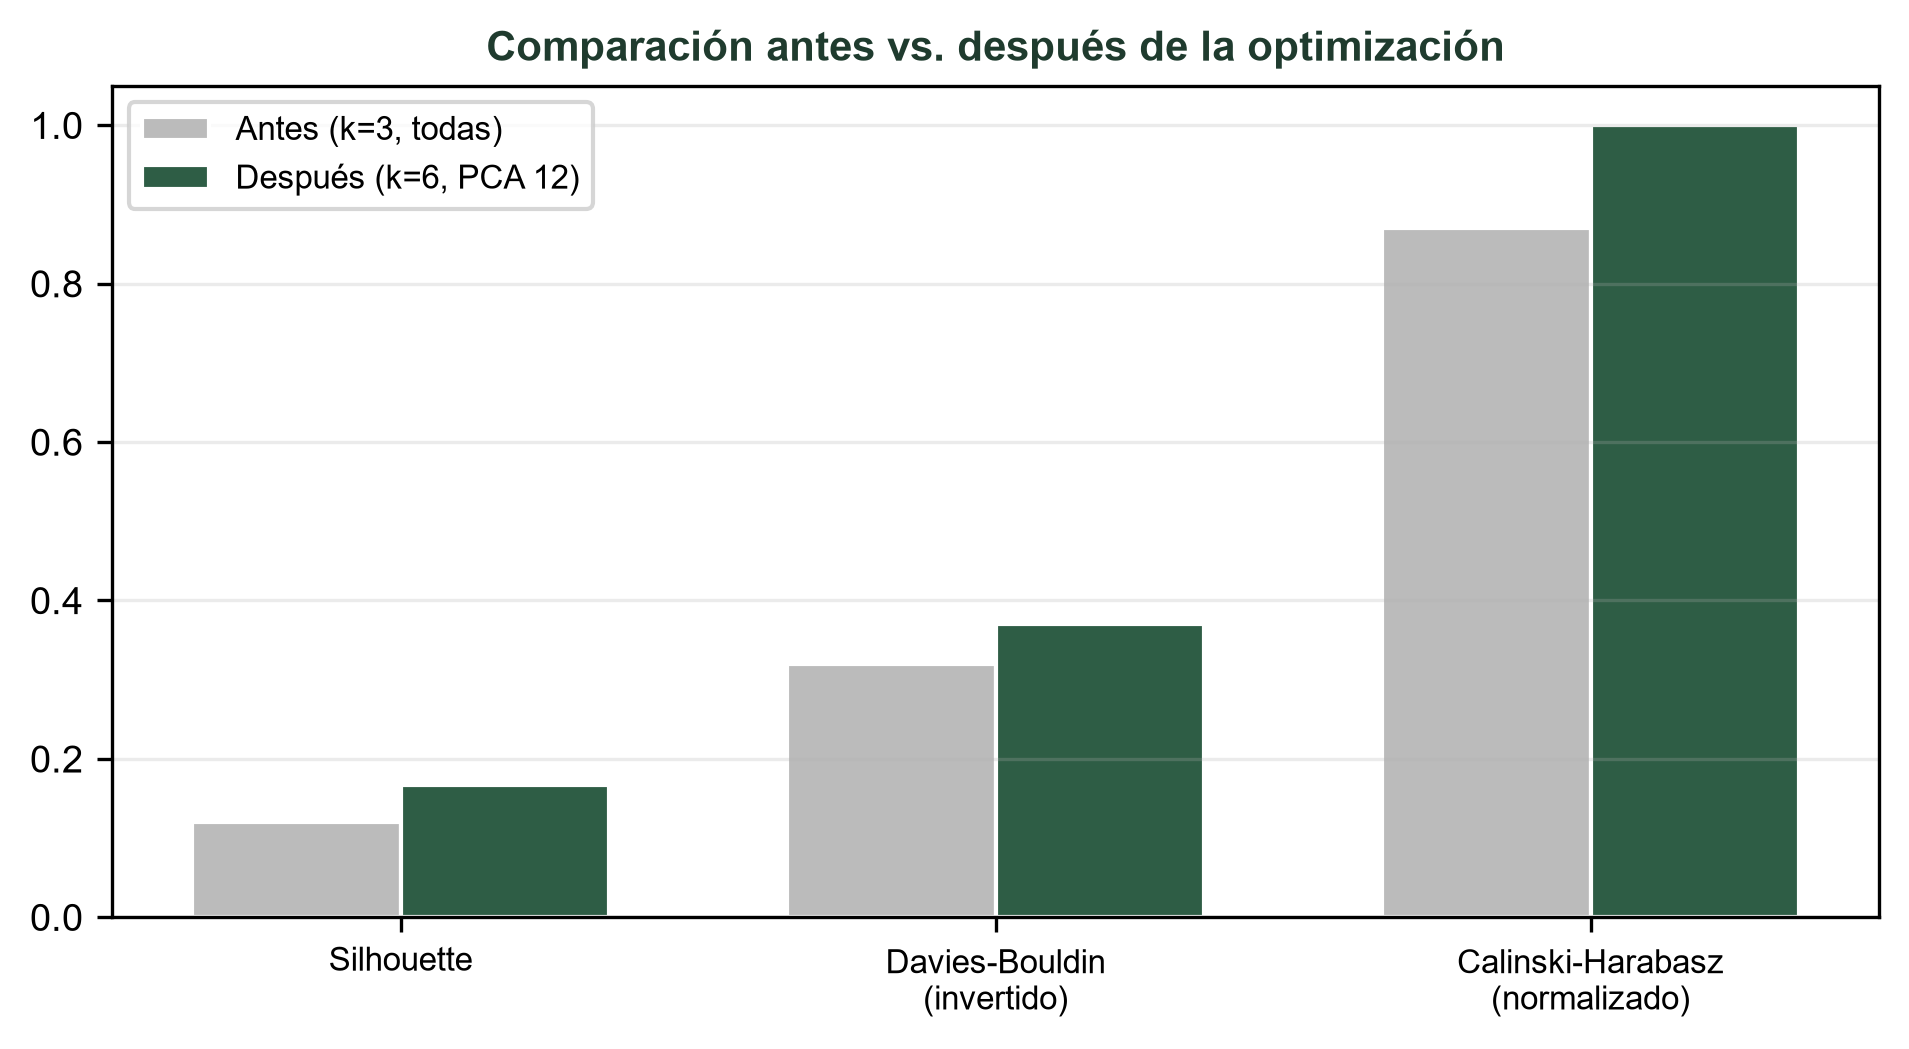 Comparación antes vs. después de la optimización
Antes (k=3, todas)
Después (k=6, PCA 12)
1.0
0.8
0.6
0.4
0.2
0.0
Silhouette
Davies-Bouldin
(invertido)
Calinski-Harabasz
(normalizado)